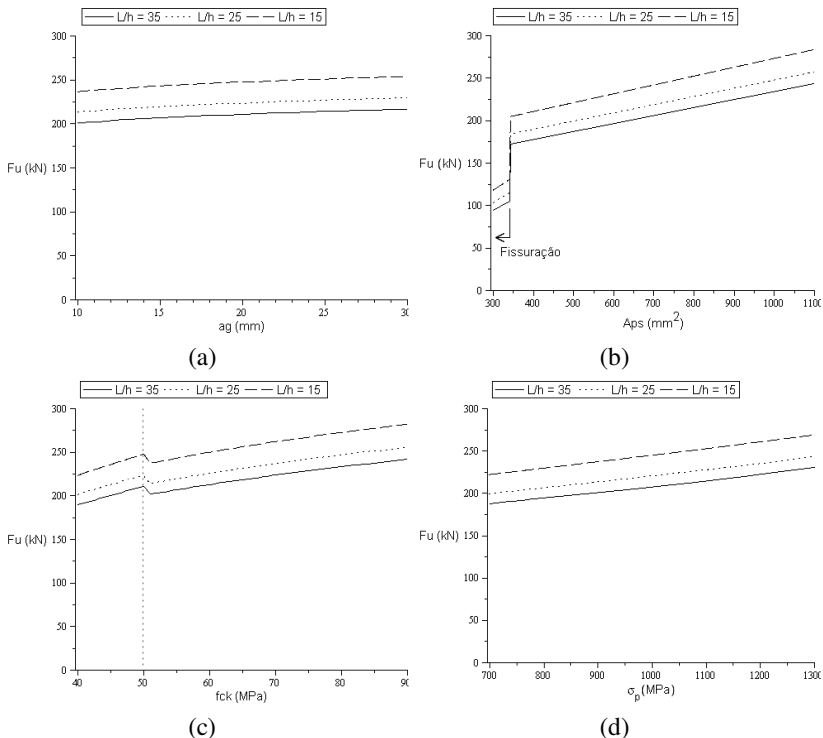 L/h = 35 L/h = 25 L/h = 15
300
250
200
Fu (kN)
150
100
50
0
10 15 20 25 30
ag (mm)
(a)
L/h = 35 L/h = 25 L/h = 15
300
250
200
Fu (kN)
150
100
50
0
Fissuração
300 400 500 600 700 800 900 1000 1100
Aps (mm²)
(b)
L/h = 35 L/h = 25 L/h = 15
300
250
200
Fu (kN)
150
100
50
0
40 50 60 70 80 90
fck (MPa)
(c)
L/h = 35 L/h = 25 L/h = 15
300
250
200
Fu (kN)
150
100
50
0
700 800 900 1000 1100 1200 1300
σp (MPa)
(d)